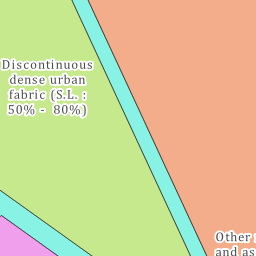 Discontinuous
dense urban
fabric (S.L. :
50% - 80%)
Other
and as